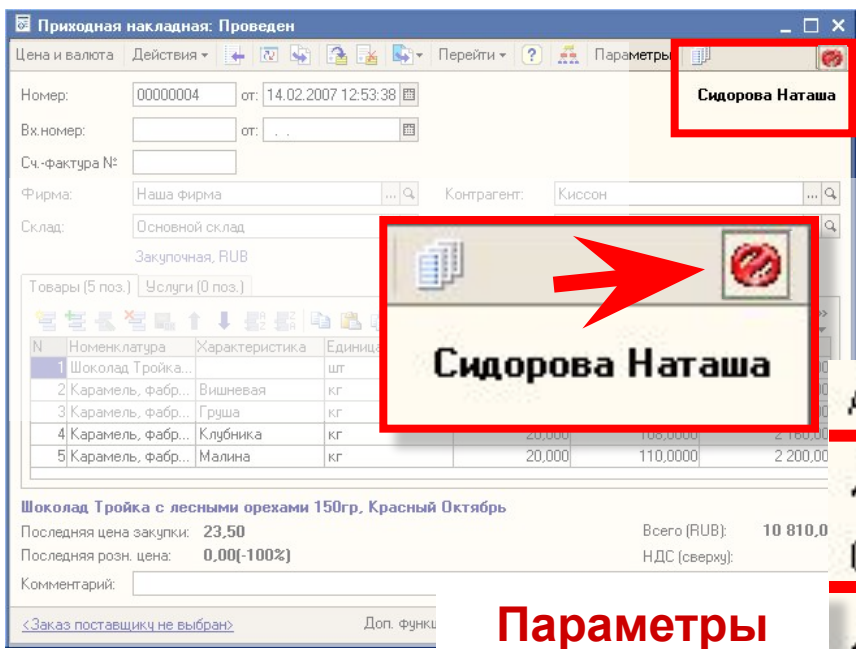 Приходная накладная: Проведен
Цена и валюта Действия Перейти Параметры
Номер: 00000004 от: 14.02.2007 12:53:38
Сидорова Наташа
Вх.номер: от: . .
Сч.-фактура №
Фирма: Наша фирма Контрагент: Киссон
Склад: Основной склад
Закупочная, RUB
Товары (5 поз.) Услуги (0 поз.)
Сидорова Наташа
N Номенклатура Характеристика Единица
1 Шоколад Тройка... шт
2 Карамель, фабр... Вишневая кг
3 Карамель, фабр... Груша кг
4 Карамель, фабр... Клубника кг 20,000 108,0000 2 160,00
5 Карамель, фабр... Малина кг 20,000 110,0000 2 200,00
Шоколад Тройка с лесными орехами 150гр, Красный Октябрь
Последняя цена закупки: 23,50 Всего (RUB): 10 810,0
Последняя розн. цена: 0,00(-100%) НДС (сверху):
Комментарий:
<Заказ поставщику не выбран> Доп. функц
Параметры